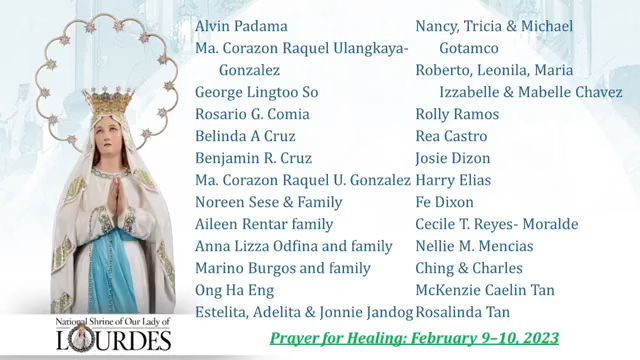 Alvin Padama
Ma. Corazon Raquel Ulangkaya-
Gonzalez
George Lingtoo So
Rosario G. Comia
Belinda A Cruz
Benjamin R. Cruz
Ma. Corazon Raquel U. Gonzalez
Noreen Sese & Family
Aileen Rentar family
Anna Lizza Odfina and family
Marino Burgos and family
Ong Ha Eng
Estelita, Adelita & Jonnie Jandog
Nancy, Tricia & Michael
Gotamco
Roberto, Leonila, Maria
Izzabelle & Mabelle Chavez
Rolly Ramos
Rea Castro
Josie Dizon
Harry Elias
Fe Dixon
Cecile T. Reyes- Moralde
Nellie M. Mencias
Ching & Charles
McKenzie Caelin Tan
Rosalinda Tan
National Shrine of Our Lady of
LOURDES
Prayer for Healing: February 9–10, 2023